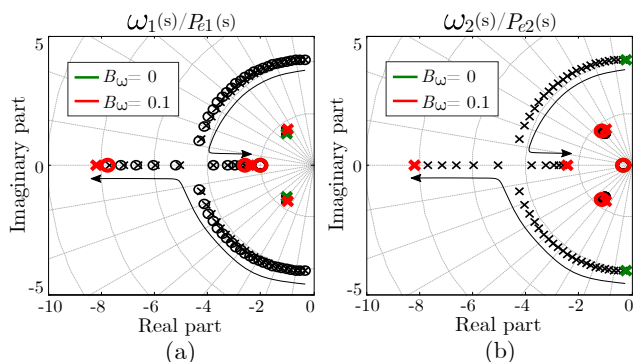 ω1(s)/Pe1(s)
ω2(s)/Pe2(s)
5
0
-5
Imaginary part
Bω= 0
Bω= 0.1
-10 -8 -6 -4 -2 0
Real part
(a)
5
0
-5
Imaginary part
Bω= 0
Bω= 0.1
-10 -8 -6 -4 -2 0
Real part
(b)